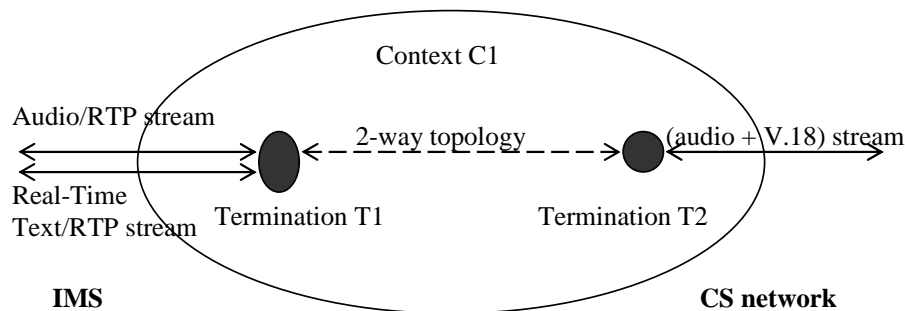 Context C1
Audio/RTP stream
2-way topology
(audio + V.18) stream
Real-Time
Text/RTP stream
Termination T1
Termination T2
IMS
CS network